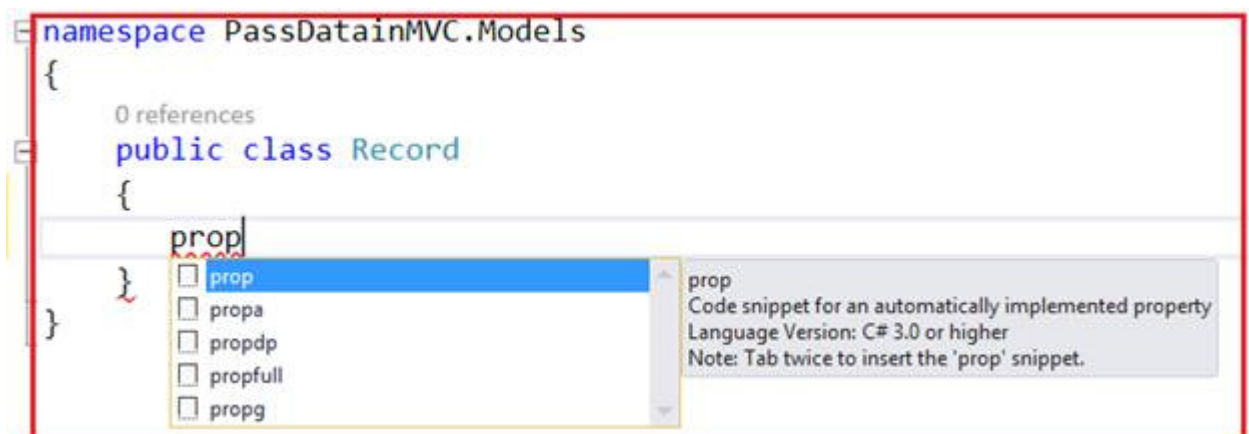 namespace PassDatainMVC.Models
{
0 references
public class Record
{
prop
}
}
prop
propa
propdp
propfull
propg
prop
Code snippet for an automatically implemented property
Language Version: C# 3.0 or higher
Note: Tab twice to insert the 'prop' snippet.